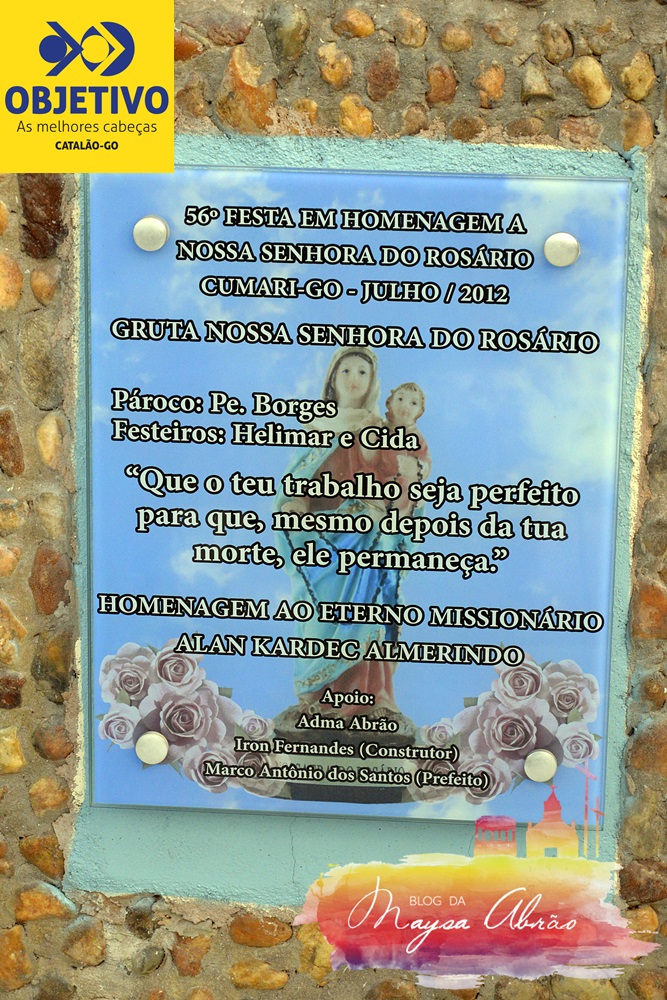 OBJETIVO
As melhores cabeças
CATALÃO-GO
56º FESTA EM HOMENAGEM A
NOSSA SENHORA DO ROSÁRIO
CUMARI-GO - JULHO / 2012
GRUTA NOSSA SENHORA DO ROSÁRIO
Pároco: Pe. Borges
Festeiros: Helimar e Cida
“Que o teu trabalho seja perfeito
para que, mesmo depois da tua
morte, ele permaneça.”
HOMENAGEM AO ETERNO MISSIONÁRIO
ALAN KARDEC ALMERINDO
Apoio:
Adma Abrão
Iron Fernandes (Construtor)
Marco Antônio dos Santos (Prefeito)
BLOG DA
Maysa Abrão